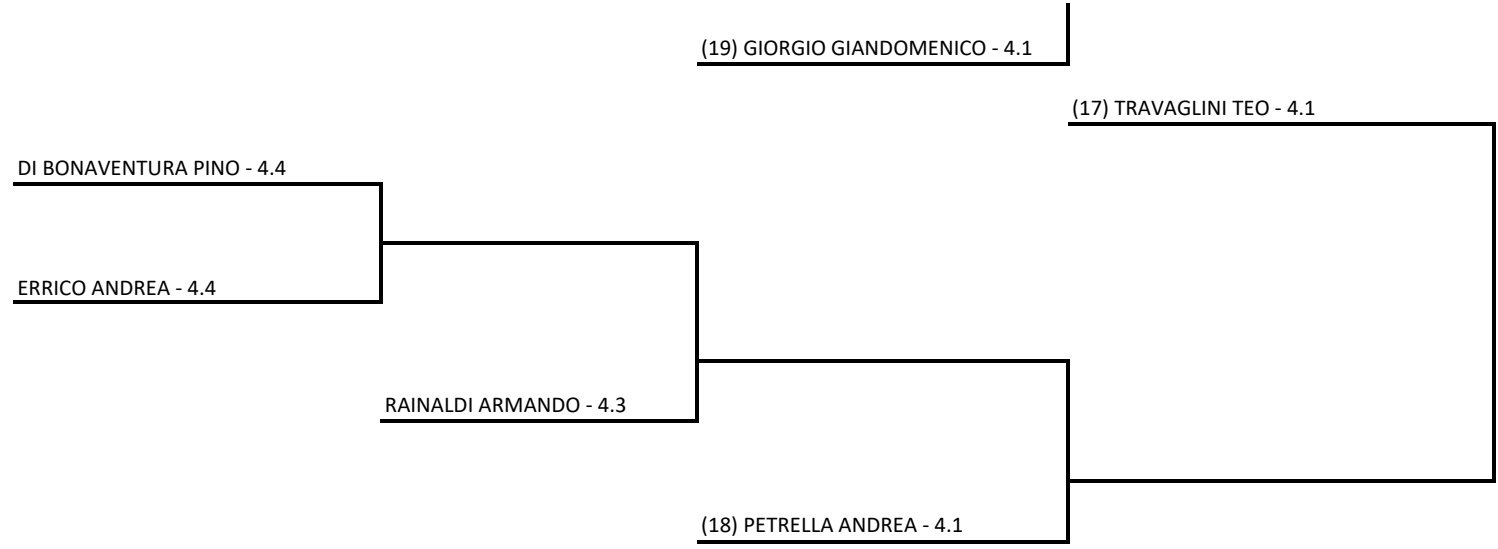 (19) GIORGIO GIANDOMENICO - 4.1
(17) TRAVAGLINI TEO - 4.1
DI BONAVENTURA PINO - 4.4
ERRICO ANDREA - 4.4
RAINALDI ARMANDO - 4.3
(18) PETRELLA ANDREA - 4.1